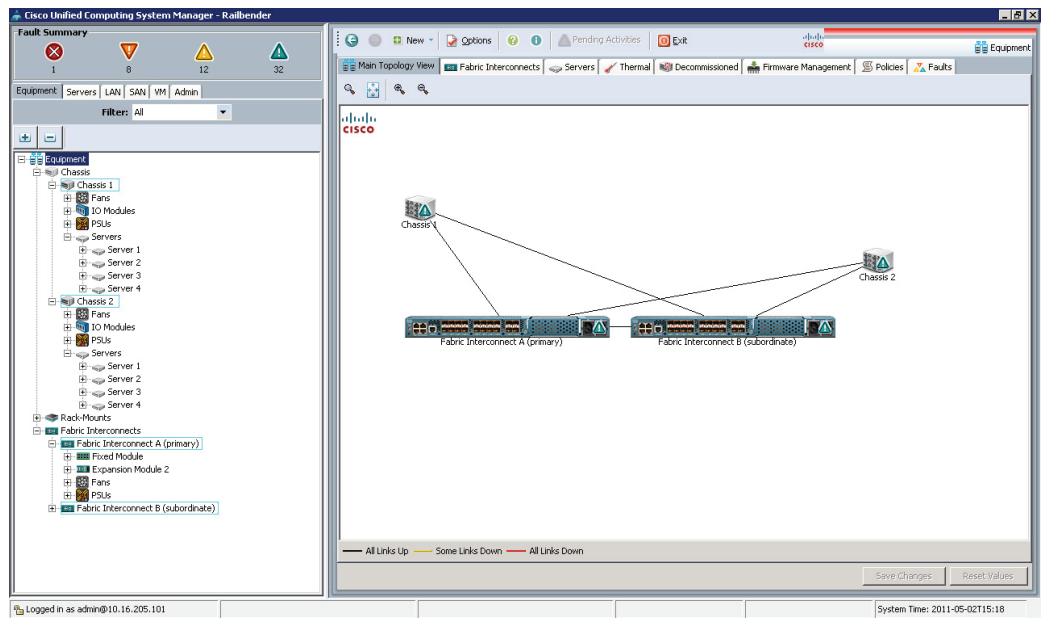 Cisco Unified Computing System Manager - Railbender
Fault Summary
1 8 12 32
Equipment Servers LAN SAN VM Admin
Filter: All
Equipment
Chassis
Chassis 1
Fans
IO Modules
PSUs
Servers
Server 1
Server 2
Server 3
Server 4
Chassis 2
Fans
IO Modules
PSUs
Servers
Server 1
Server 2
Server 3
Server 4
Rack-Mounts
Fabric Interconnects
Fabric Interconnect A (primary)
Fixed Module
Expansion Module 2
Fans
PSUs
Fabric Interconnect B (subordinate)
New Options Pending Activities Exit
CISCO
Equipment
Main Topology View Fabric Interconnects Servers Thermal Decommissioned Firmware Management Policies Faults
CISCO
Chassis 1
Chassis 2
Fabric Interconnect A (primary)
Fabric Interconnect B (subordinate)
All Links Up Some Links Down All Links Down
Save Changes Reset Values
Logged in as admin@10.16.205.101
System Time: 2011-05-02T15:18